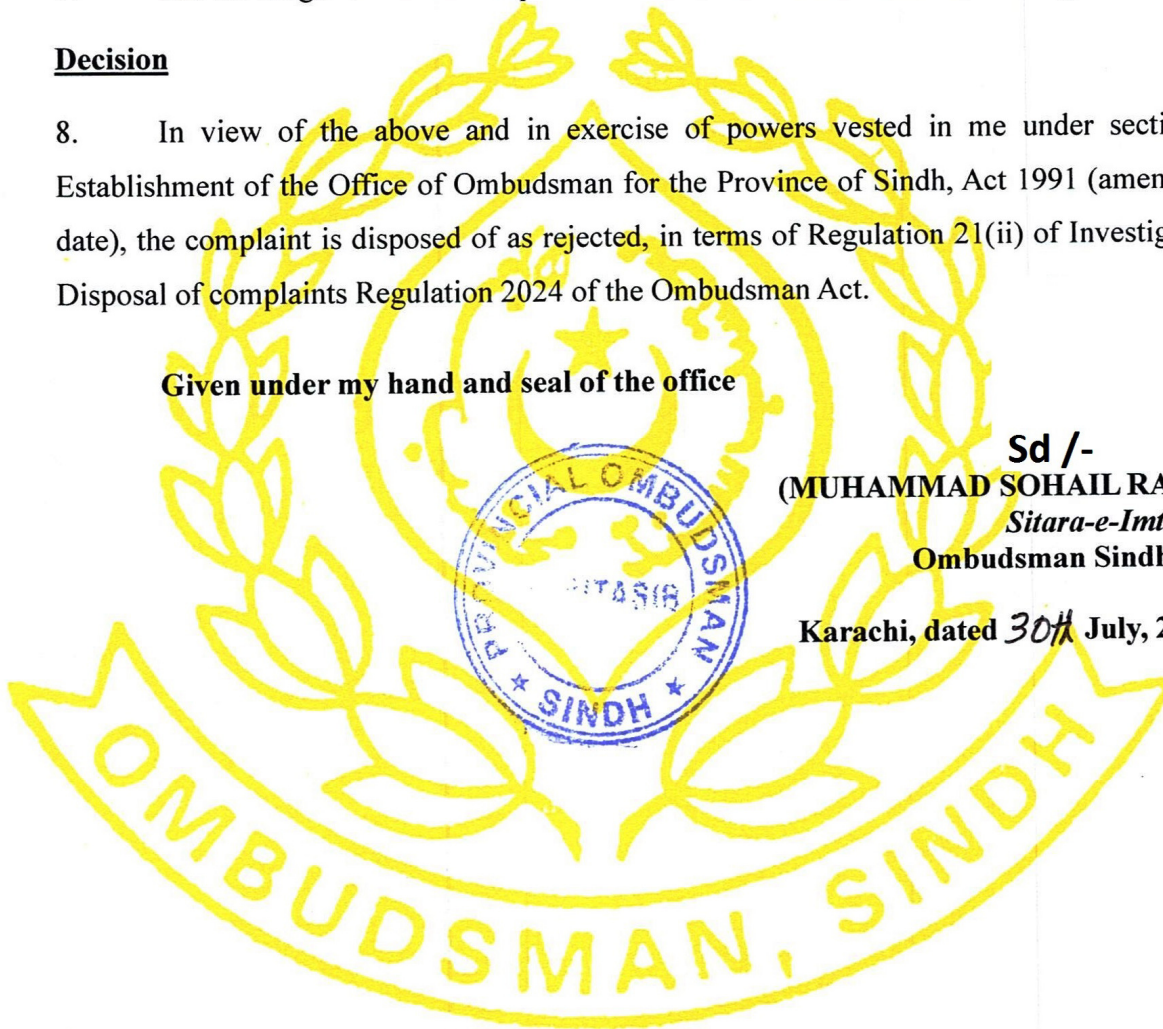 Decision
8. In view of the above and in exercise of powers vested in me under secti
Establishment of the Office of Ombudsman for the Province of Sindh, Act 1991 (amen
date), the complaint is disposed of as rejected, in terms of Regulation 21(ii) of Investig
Disposal of complaints Regulation 2024 of the Ombudsman Act.
Given under my hand and seal of the office
Sd /-
(MUHAMMAD SOHAIL RA
Sitara-e-Imt
Ombudsman Sindh
Karachi, dated 30th July, 2
PROVINCIAL OMBUDSMAN
★ SINDH ★
OMBUDSMAN, SINDH